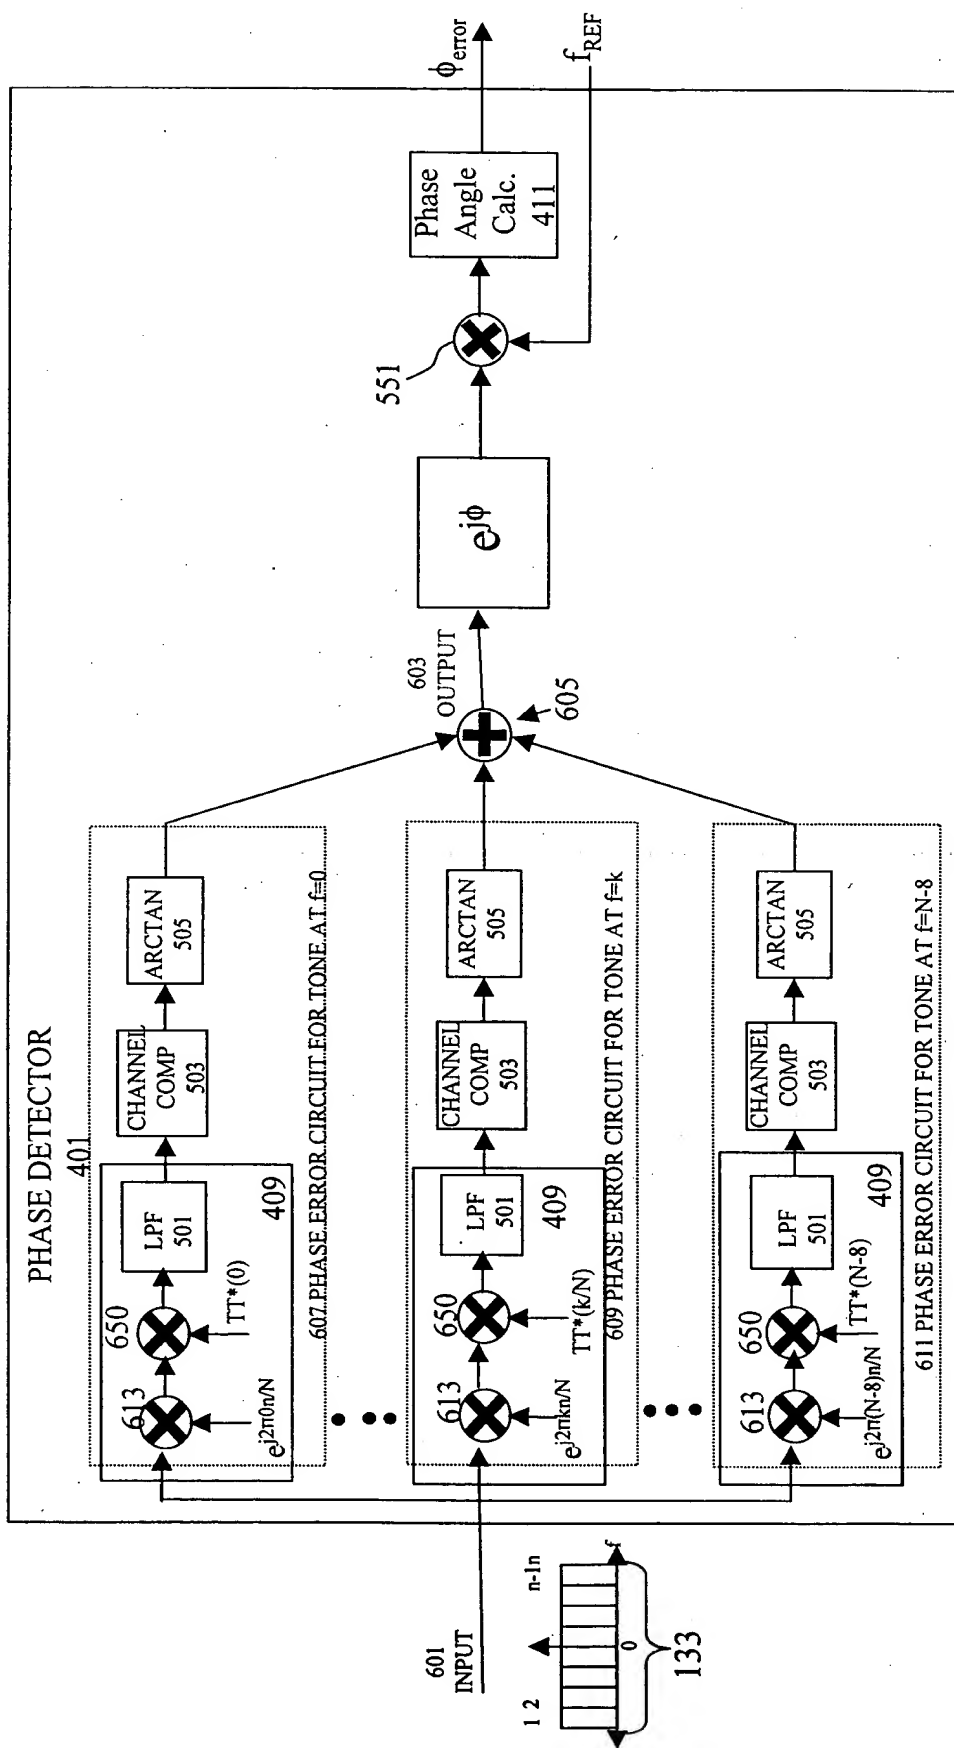 PHASE DETECTOR
401
613
650
e^{j2π0n/N}
TT*(0)
LPF
501
409
CHANNEL
COMP
503
ARCTAN
505
607 PHASE ERROR CIRCUIT FOR TONE AT f=0
601
INPUT
613
650
e^{j2πkn/N}
TT*(k/N)
LPF
501
409
CHANNEL
COMP
503
ARCTAN
505
609 PHASE ERROR CIRCUIT FOR TONE AT f=k
613
650
e^{j2π(N-8)n/N}
TT*(N-8)
LPF
501
409
CHANNEL
COMP
503
ARCTAN
505
611 PHASE ERROR CIRCUIT FOR TONE AT f=N-8
603
OUTPUT
605
e^{jϕ}
551
Phase
Angle
Calc.
411
ϕ_{error}
f_{REF}
1 2
n-1n
f
0
133